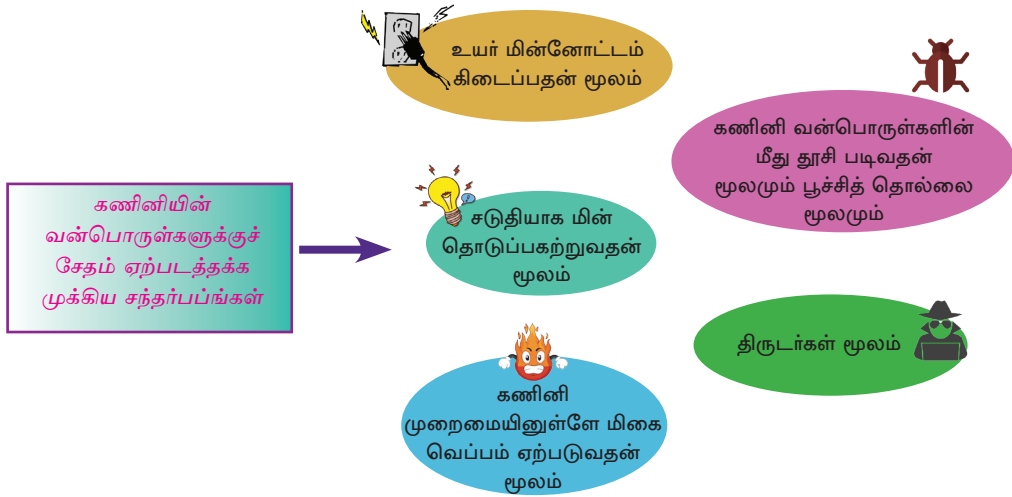 கணினியின்
வன்பொருள்களுக்குச்
சேதம் ஏற்படத்தக்க
முக்கிய சந்தர்பப்ங்கள்
உயர் மின்னோட்டம்
கிடைப்பதன் மூலம்
கணினி வன்பொருள்களின்
மீது தூசி படிவதன்
மூலமும் பூச்சித் தொல்லை
மூலமும்
சடுதியாக மின்
தொடுப்பகற்றுவதன்
மூலம்
திருடர்கள் மூலம்
கணினி
முறைமையினுள்ளே மிகை
வெப்பம் ஏற்படுவதன்
மூலம்